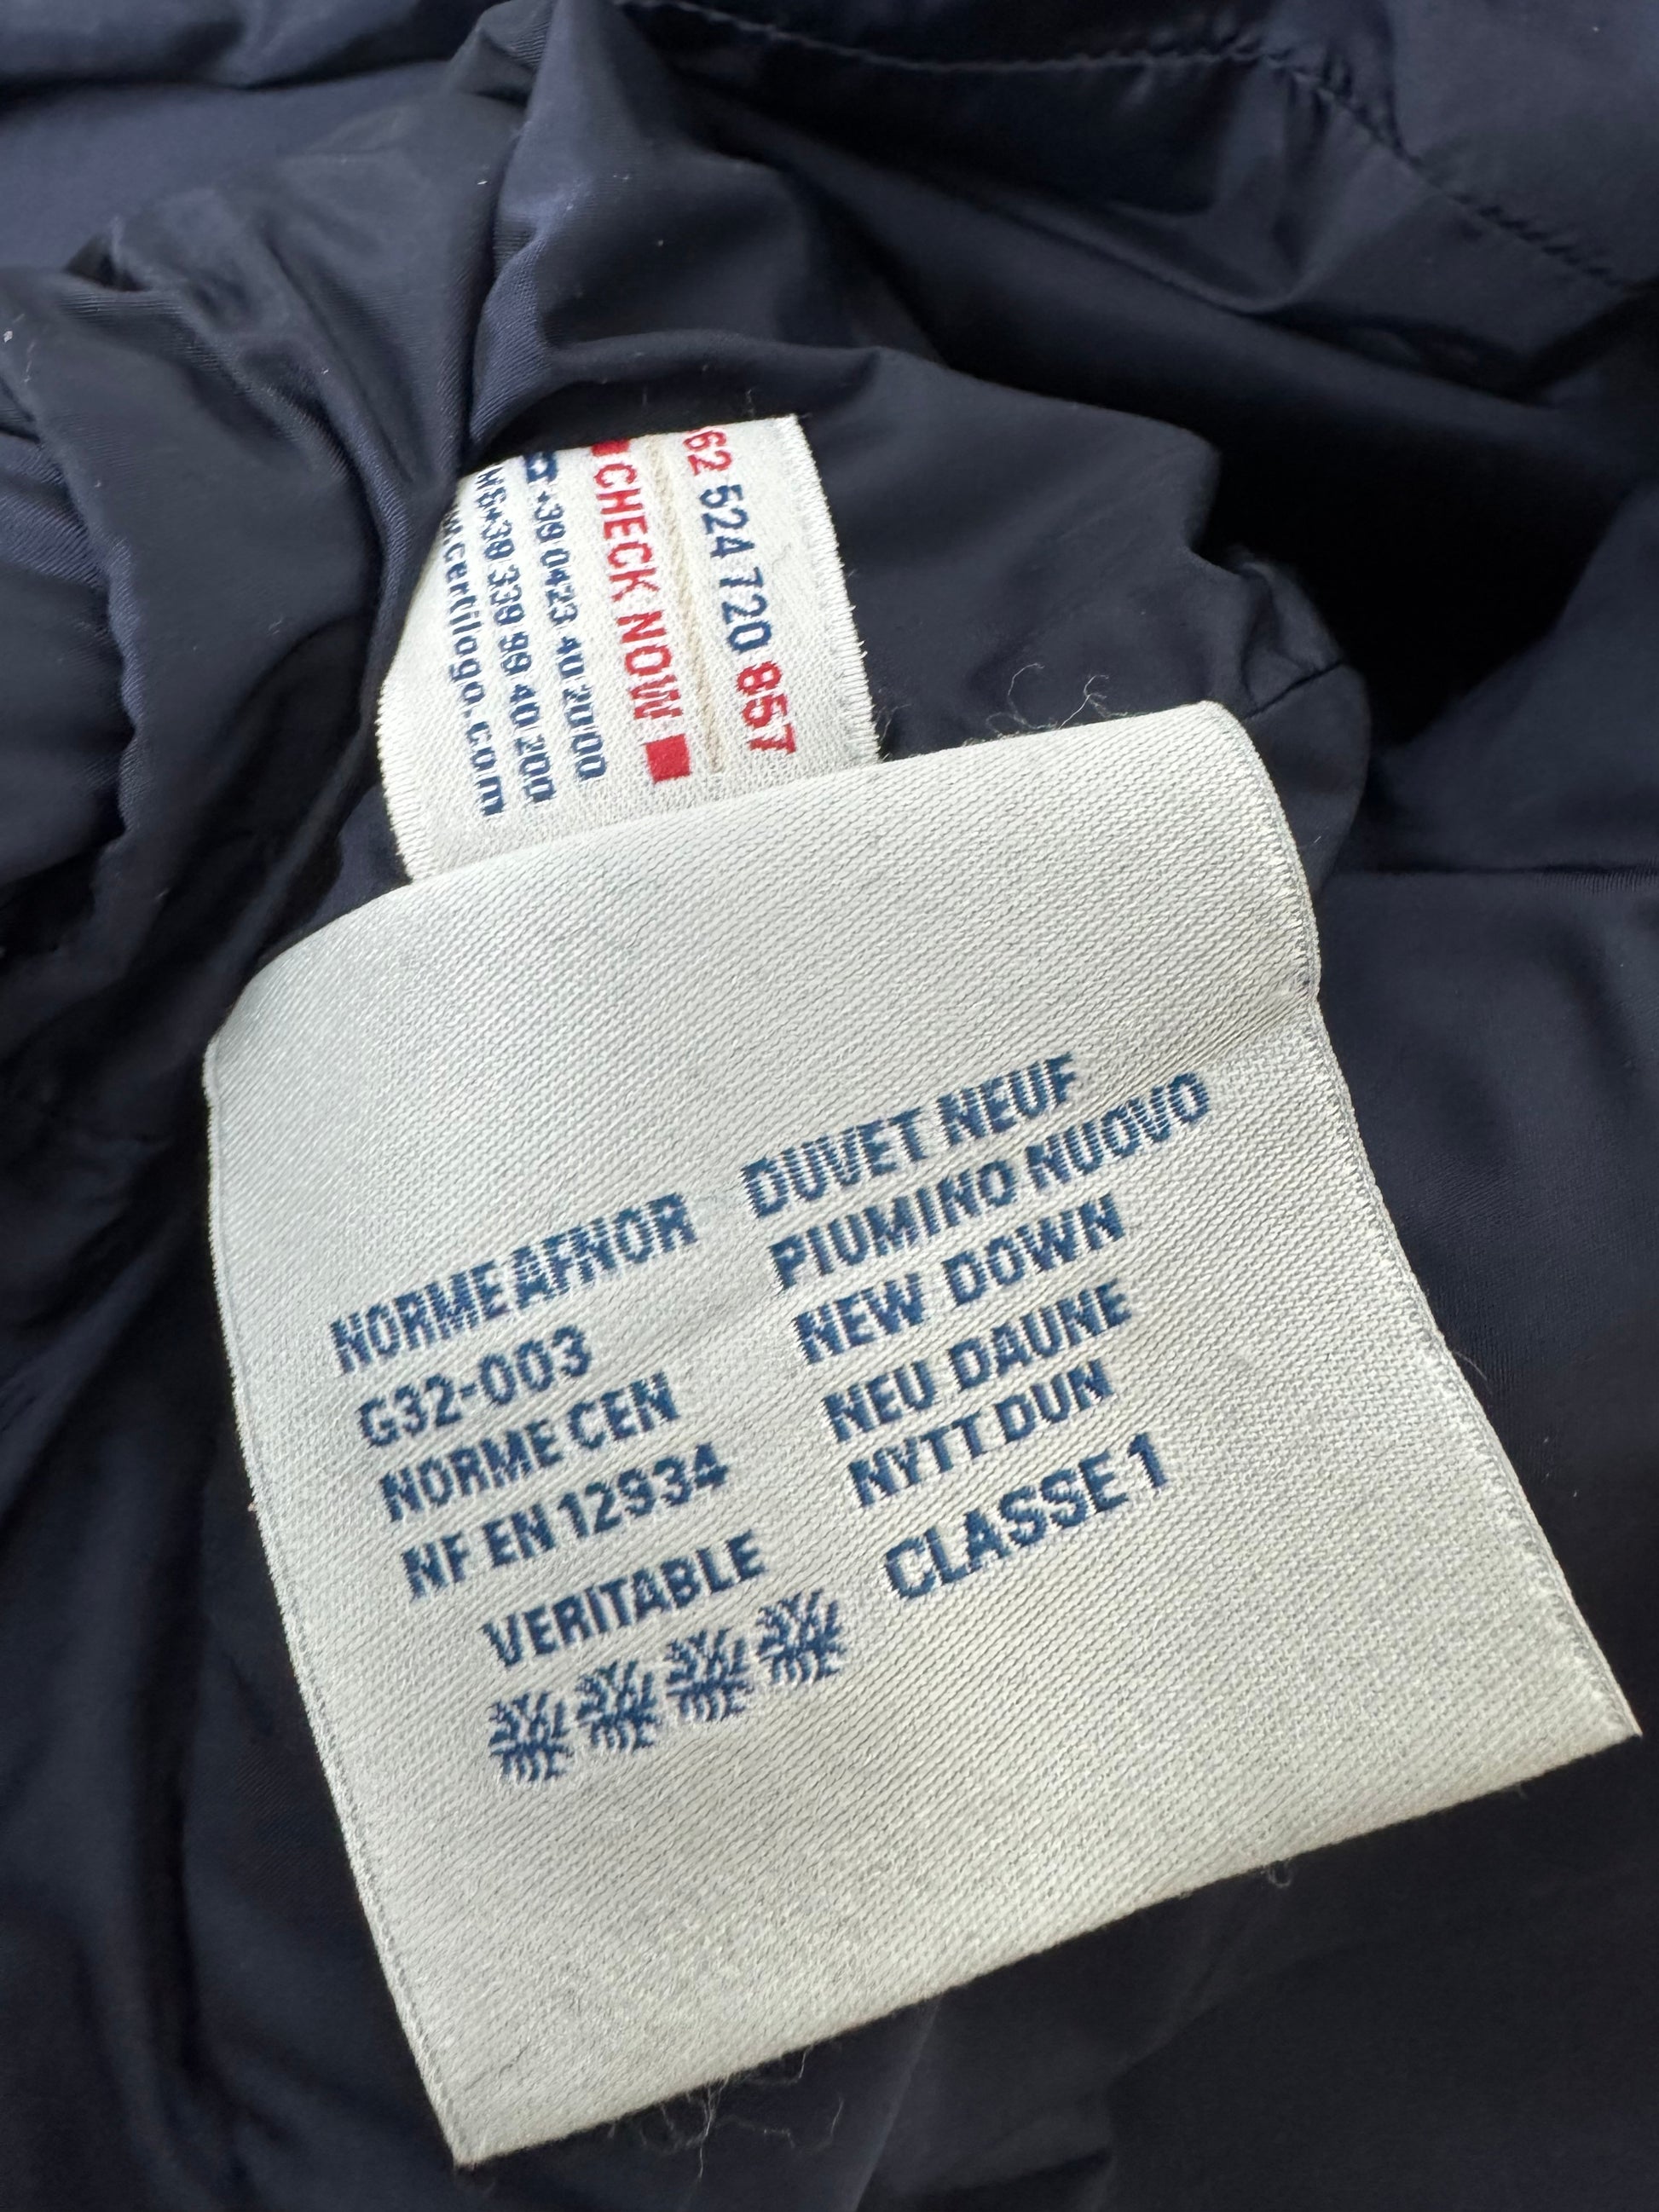 62 524 720 857
CHECK NOW
+39 0423 40 20 00
+39 339 99 40 200
.certilogo.com
NORME AFNOR
G32-003
NORME CEN
NF EN 12934
VERITABLE
DUVET NEUF
PIUMINO NUOVO
NEW DOWN
NEU DAUNE
NYTT DUN
CLASSE 1